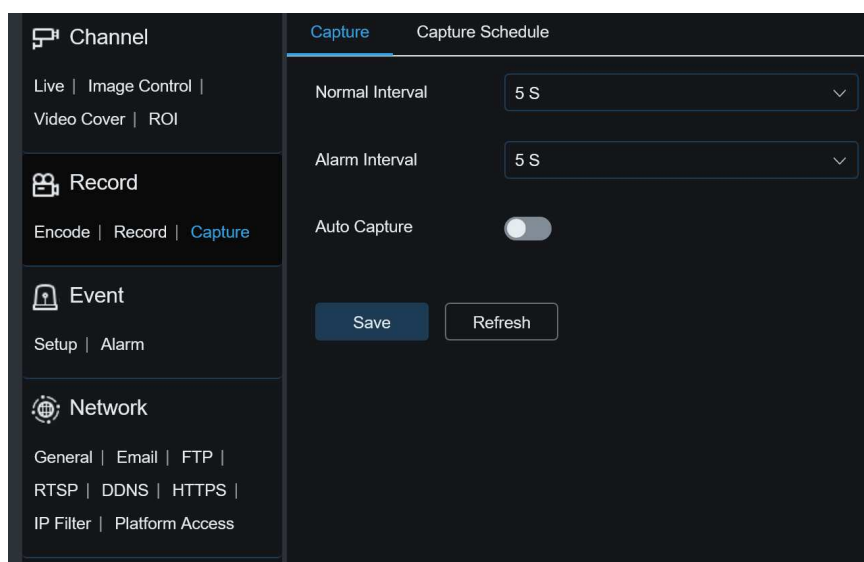 Channel
Live | Image Control |
Video Cover | ROI
Record
Encode | Record | Capture
Event
Setup | Alarm
Network
General | Email | FTP |
RTSP | DDNS | HTTPS |
IP Filter | Platform Access
Capture Capture Schedule
Normal Interval 5 S
Alarm Interval 5 S
Auto Capture
Save Refresh